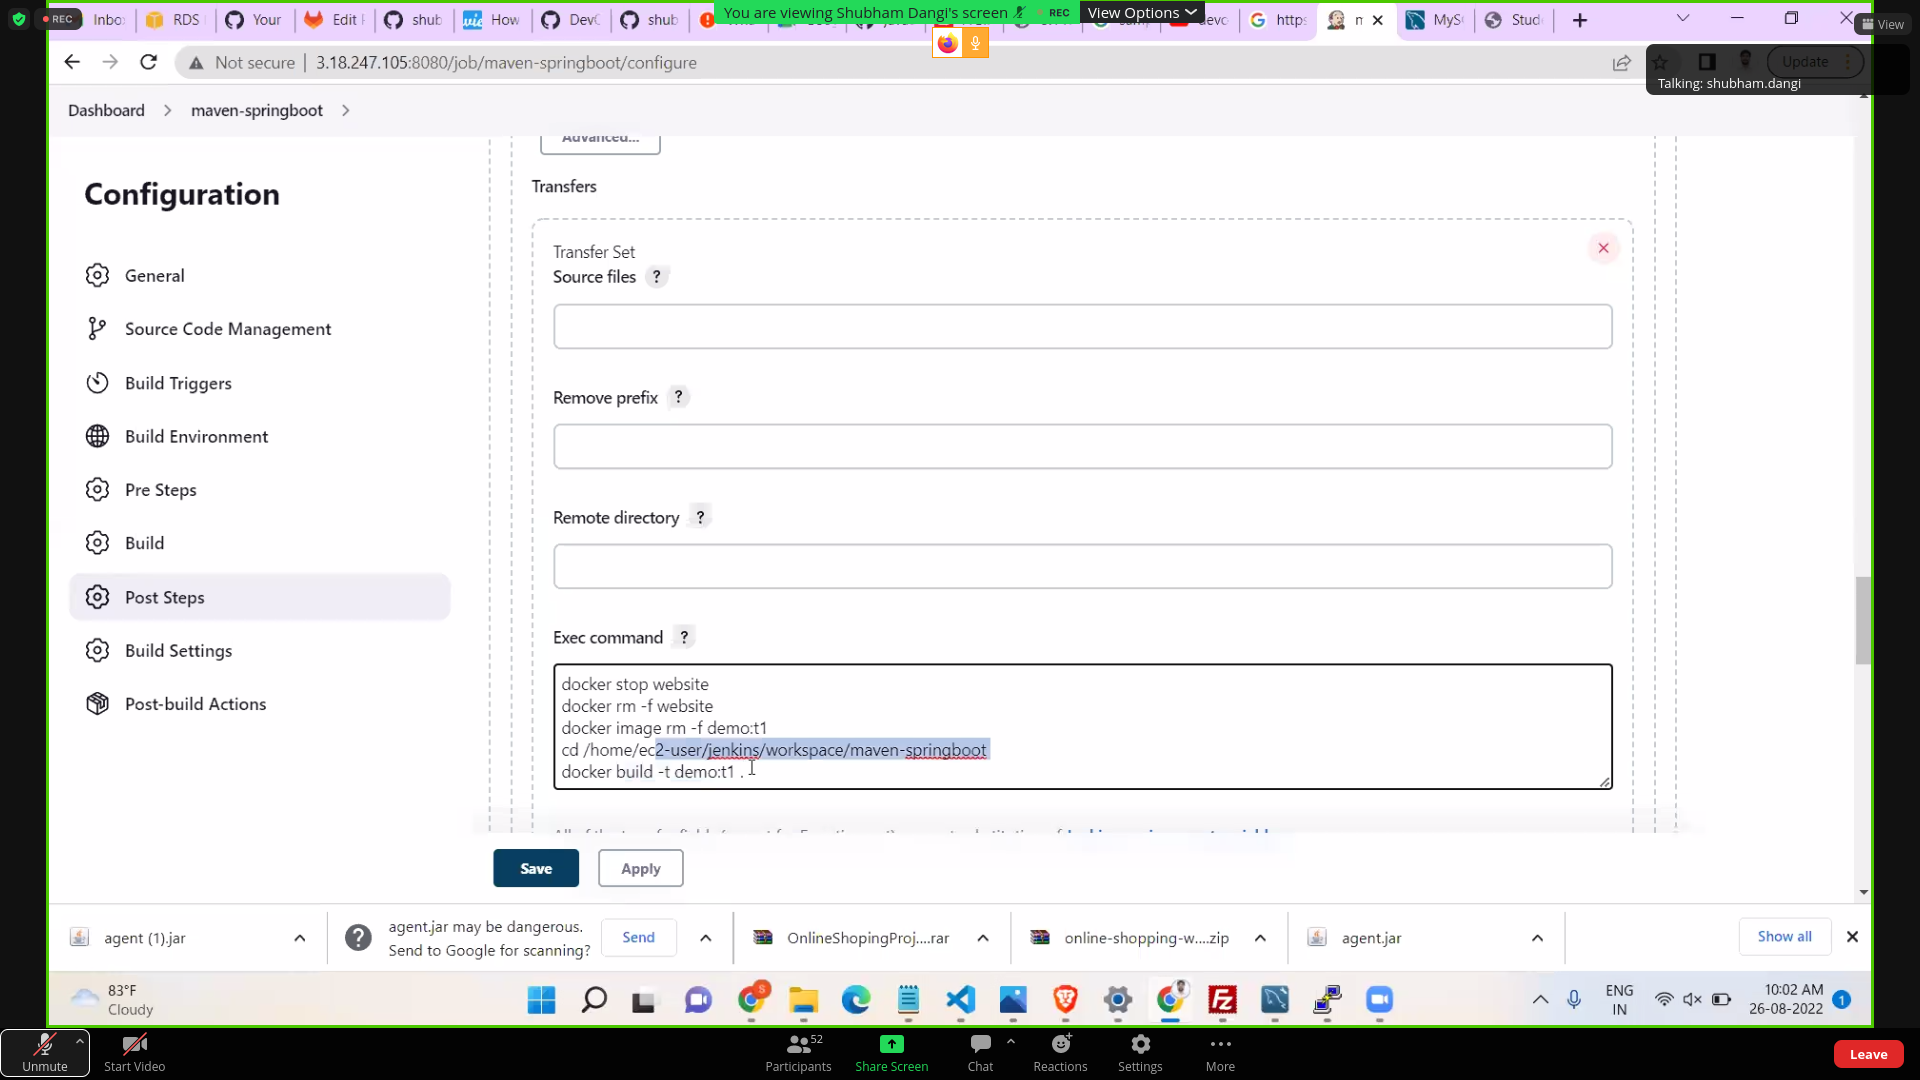 REC
Inbo
RDS
Your
Edit
shub
How
Dev
shub
You are viewing Shubham Dangi's screen
REC
View Options
https
m
MyS
Stud
View
Not secure
3.18.247.105:8080/job/maven-springboot/configure
Update
Talking: shubham.dangi
Dashboard
maven-springboot
Advanced...
Configuration
General
Source Code Management
Build Triggers
Build Environment
Pre Steps
Build
Post Steps
Build Settings
Post-build Actions
Transfers
Transfer Set
Source files ?
Remove prefix ?
Remote directory ?
Exec command ?
docker stop website
docker rm -f website
docker image rm -f demo:t1
cd /home/ec2-user/jenkins/workspace/maven-springboot
docker build -t demo:t1 .
Save
Apply
agent (1).jar
agent.jar may be dangerous.
Send to Google for scanning?
Send
OnlineShopingProj....rar
online-shopping-w....zip
agent.jar
Show all
83°F
Cloudy
ENG
IN
10:02 AM
26-08-2022
1
Unmute
Start Video
52
Participants
Share Screen
Chat
Reactions
Settings
More
Leave